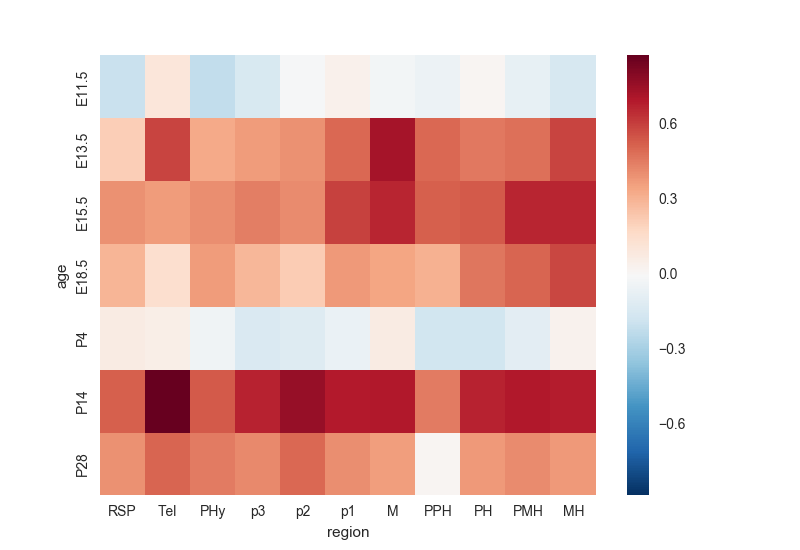 age
E11.5
E13.5
E15.5
E18.5
P4
P14
P28
RSP Tel PHy p3 p2 p1 M PPH PH PMH MH
region
0.6
0.3
0.0
−0.3
−0.6